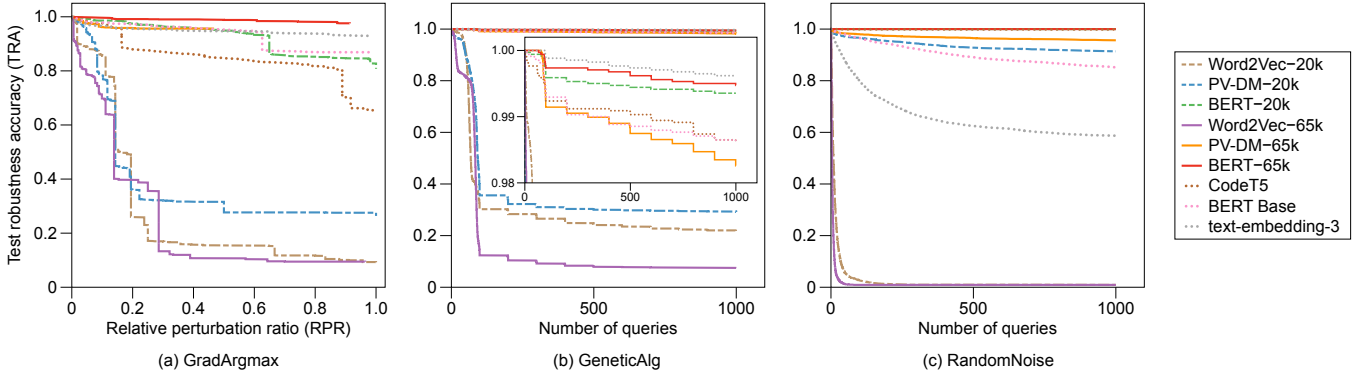 Test robustness accuracy (TRA)
1.0
0.8
0.6
0.4
0.2
0
0
0.2
0.4
0.6
0.8
1.0
Relative perturbation ratio (RPR)
(a) GradArgmax
1.0
0.8
0.6
0.4
0.2
0
0
500
1000
Number of queries
(b) GeneticAlg
1.00
0.99
0.98
0
500
1000
1.0
0.8
0.6
0.4
0.2
0
0
500
1000
Number of queries
(c) RandomNoise
Word2Vec−20k
PV−DM−20k
BERT−20k
Word2Vec−65k
PV−DM−65k
BERT−65k
CodeT5
BERT Base
text-embedding-3